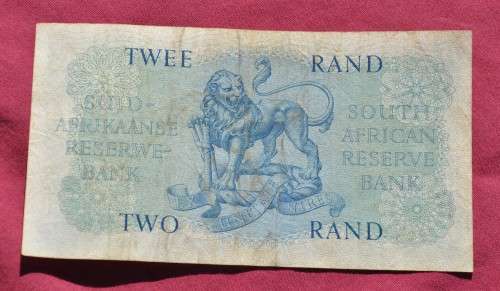 TWEE RAND
SUID-
AFRIKAANSE
RESERWE-
BANK
SOUTH
AFRICAN
RESERVE
BANK
TWO RAND